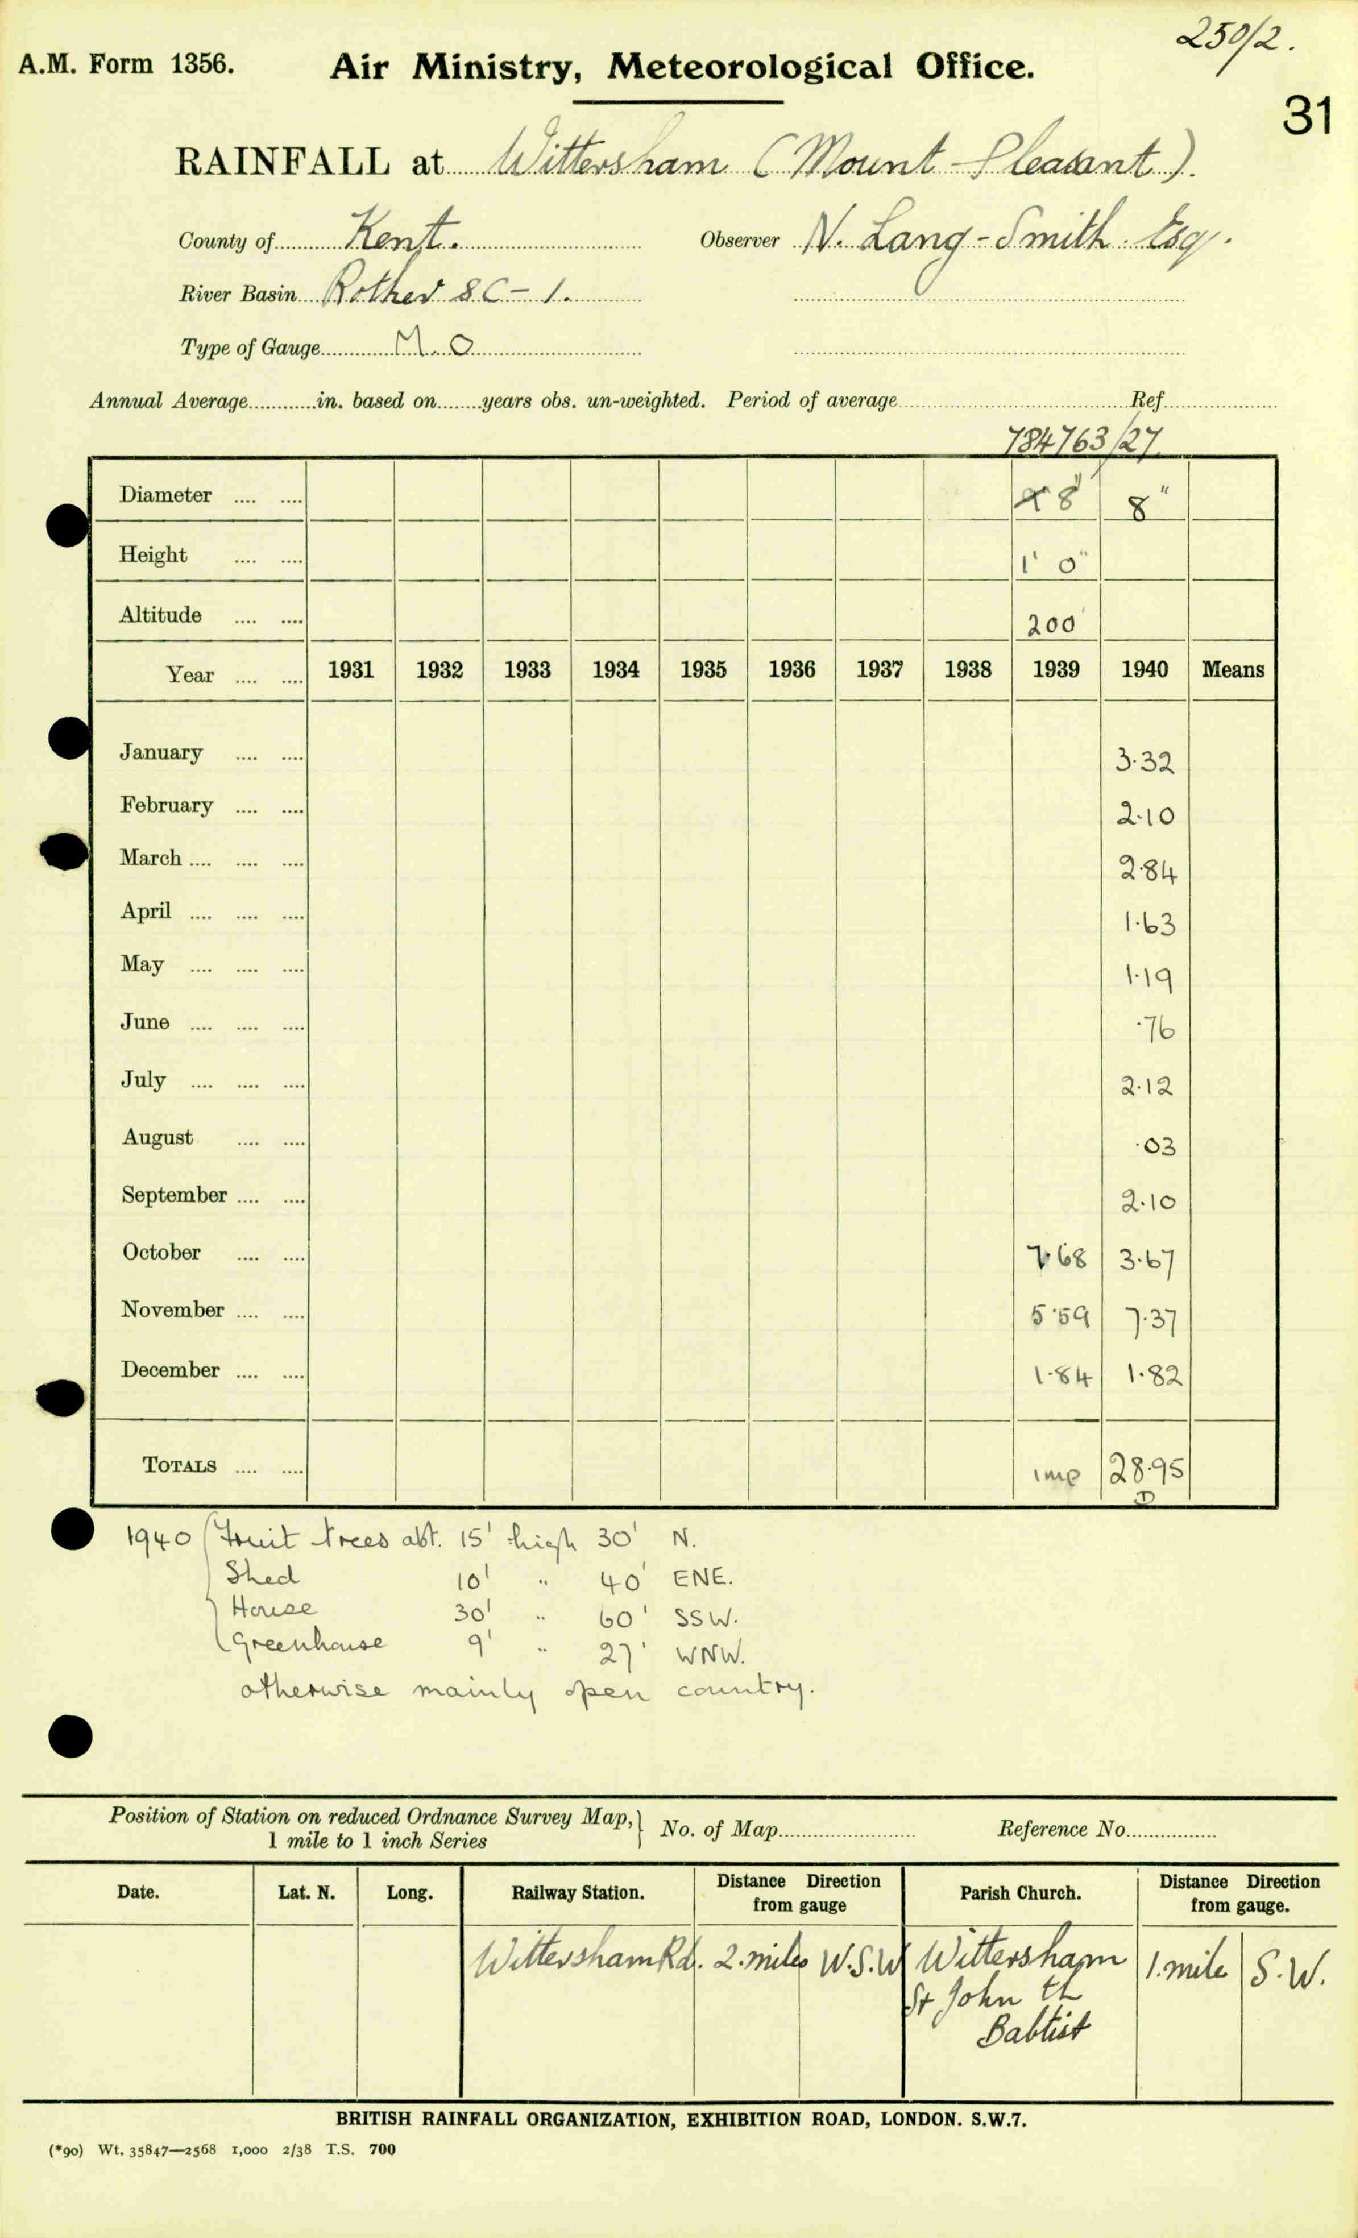 250/2.
A.M. Form 1356. Air Ministry, Meteorological Office.
31
RAINFALL at Wittersham (Mount Pleasant).
County of Kent. Observer N. Lang-Smith. Esq.
River Basin Rother 8C-1.
Type of Gauge M.O
Annual Average............in. based on........years obs. un-weighted. Period of average.................... Ref..................
784763/27
Diameter .... .... 8" 8"
Height .... .... 1' 0"
Altitude .... .... 200'
Year .... .... 1931 1932 1933 1934 1935 1936 1937 1938 1939 1940 Means
January .... .... 3.32
February .... .... 2.10
March .... .... .... 2.84
April .... .... .... 1.63
May .... .... .... 1.19
June .... .... .... .76
July .... .... .... 2.12
August .... .... .03
September .... .... 2.10
October .... .... 7.68 3.67
November .... .... 5.59 7.37
December .... .... 1.84 1.82
TOTALS .... .... imp 28.95
D
1940 Fruit trees abt. 15' high 30' N.
Shed 10' " 40' ENE.
House 30' " 60' SSW.
Greenhouse 9' " 27' WNW.
otherwise mainly open country.
Position of Station on reduced Ordnance Survey Map, } No. of Map........................ Reference No.................
1 mile to 1 inch Series
Date. Lat. N. Long. Railway Station. Distance Direction from gauge Parish Church. Distance Direction from gauge.
Wittersham Rd. 2.miles W.S.W Wittersham 1.mile S.W.
St John th
Babtist
BRITISH RAINFALL ORGANIZATION, EXHIBITION ROAD, LONDON. S.W.7.
(*90) Wt. 35847—2568 1,000 2/38 T.S. 700